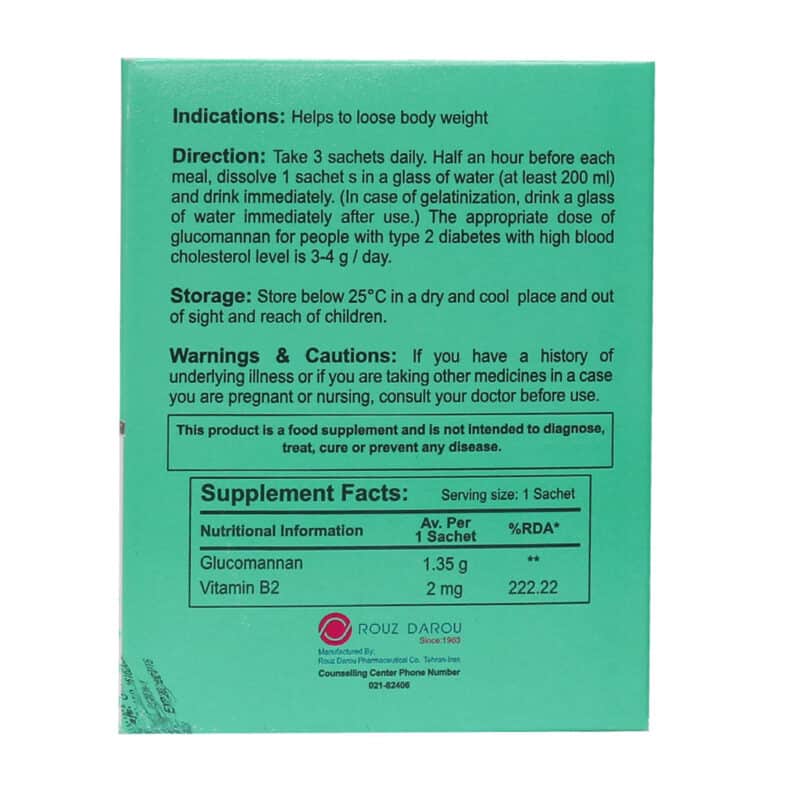 Indications: Helps to loose body weight
Direction: Take 3 sachets daily. Half an hour before each
meal, dissolve 1 sachet s in a glass of water (at least 200 ml)
and drink immediately. (In case of gelatinization, drink a glass
of water immediately after use.) The appropriate dose of
glucomannan for people with type 2 diabetes with high blood
cholesterol level is 3-4 g / day.
Storage: Store below 25°C in a dry and cool place and out
of sight and reach of children.
Warnings & Cautions: If you have a history of
underlying illness or if you are taking other medicines in a case
you are pregnant or nursing, consult your doctor before use.
This product is a food supplement and is not intended to diagnose,
treat, cure or prevent any disease.
Supplement Facts: Serving size: 1 Sachet
Nutritional Information Av. Per 1 Sachet %RDA*
Glucomannan 1.35 g **
Vitamin B2 2 mg 222.22
ROUZ DAROU
Since:1963
Manufactured By:
Rouz Darou Pharmaceutical Co. Tehran-Iran
Counselling Center Phone Number
021-82406